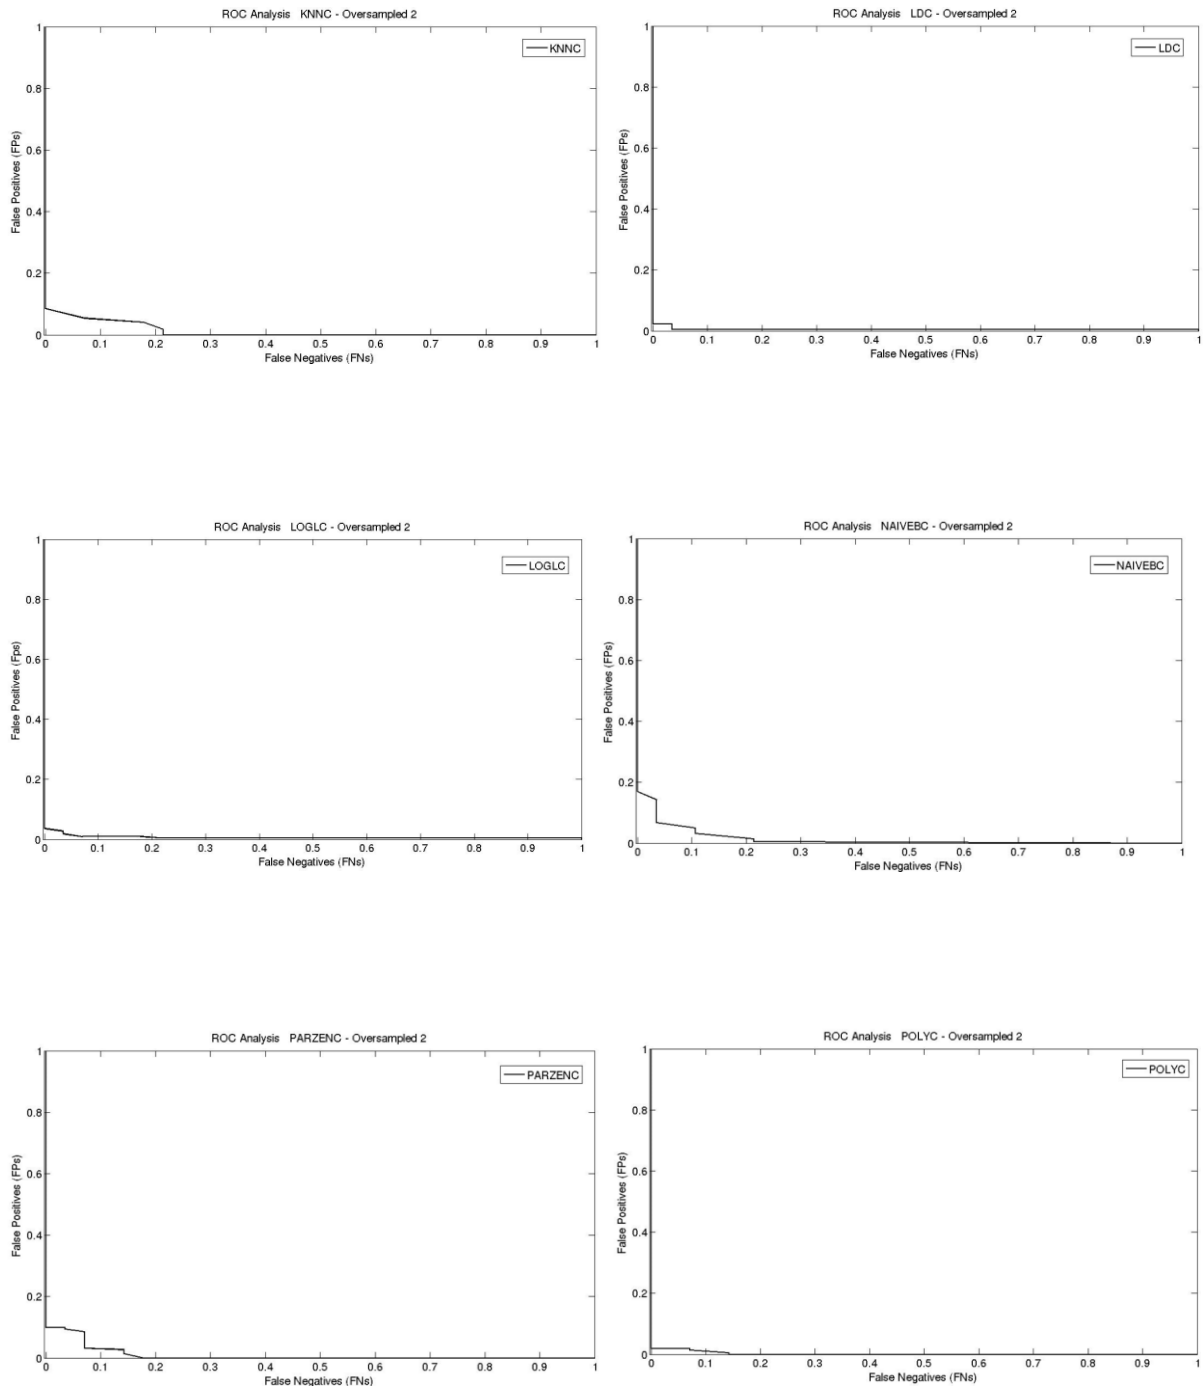 ROC Analysis KNNC - Oversampled 2
KNNC
False Positives (FPs)
1
0.8
0.6
0.4
0.2
0
0 0.1 0.2 0.3 0.4 0.5 0.6 0.7 0.8 0.9 1
False Negatives (FNs)
ROC Analysis LDC - Oversampled 2
LDC
False Positives (FPs)
1
0.8
0.6
0.4
0.2
0
0 0.1 0.2 0.3 0.4 0.5 0.6 0.7 0.8 0.9 1
False Negatives (FNs)
ROC Analysis LOGLC - Oversampled 2
LOGLC
False Positives (Fps)
1
0.8
0.6
0.4
0.2
0
0 0.1 0.2 0.3 0.4 0.5 0.6 0.7 0.8 0.9 1
False Negatives (FNs)
ROC Analysis NAIVEBC - Oversampled 2
NAIVEBC
False Positives (FPs)
1
0.8
0.6
0.4
0.2
0
0 0.1 0.2 0.3 0.4 0.5 0.6 0.7 0.8 0.9 1
False Negatives (FNs)
ROC Analysis PARZENC - Oversampled 2
PARZENC
False Positives (FPs)
1
0.8
0.6
0.4
0.2
0
0 0.1 0.2 0.3 0.4 0.5 0.6 0.7 0.8 0.9 1
False Negatives (FNs)
ROC Analysis POLYC - Oversampled 2
POLYC
False Positives (FPs)
1
0.8
0.6
0.4
0.2
0
0 0.1 0.2 0.3 0.4 0.5 0.6 0.7 0.8 0.9 1
False Negatives (FNs)